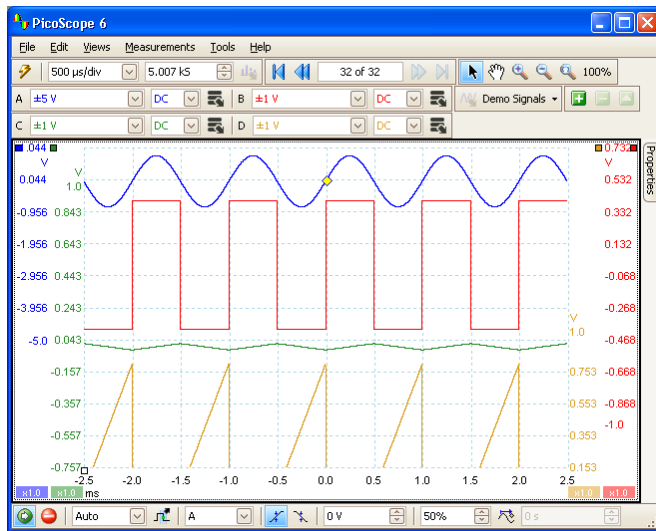 PicoScope 6
File Edit Views Measurements Tools Help
500 µs/div 5.007 kS 32 of 32 100%
A ±5 V DC B ±1 V DC Demo Signals
C ±1 V DC D ±1 V DC
Properties
.044 0.732
V V
0.044 1.0 0.532
-0.956 0.843 0.332
-1.956 0.643 0.132
-2.956 0.443 -0.068
-3.956 0.243 -0.268
V
1.0
-5.0 0.043 -0.468
-0.157 0.753 -0.668
-0.357 0.553 -0.868
-1.0
-0.557 0.353
-0.757 0.153
-2.5 -2.0 -1.5 -1.0 -0.5 0.0 0.5 1.0 1.5 2.0 2.5
x1.0 x1.0 ms x1.0 x1.0
Auto A 0 V 50% 0 s